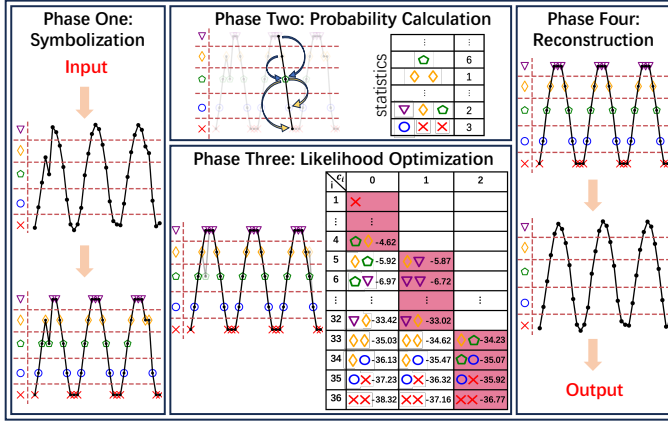 Phase One:
Symbolization
Input
Phase Two: Probability Calculation
statistics
⋮ ⋮
6
1
2
3
Phase Three: Likelihood Optimization
i c_i 0 1 2
1
⋮ ⋮
4 -4.62
5 -5.92 -5.87
6 -6.97 -6.72
⋮ ⋮ ⋮
32 -33.42 -33.02
33 -35.03 -34.62 -34.23
34 -36.13 -35.47 -35.07
35 -37.23 -36.32 -35.92
36 -38.32 -37.16 -36.77
Phase Four:
Reconstruction
Output